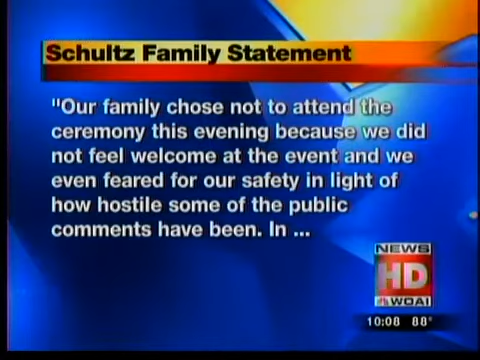 Schultz Family Statement
"Our family chose not to attend the
ceremony this evening because we did
not feel welcome at the event and we
even feared for our safety in light of
how hostile some of the public
comments have been. In ...
NEWS
HD
WOAI
10:08 88°